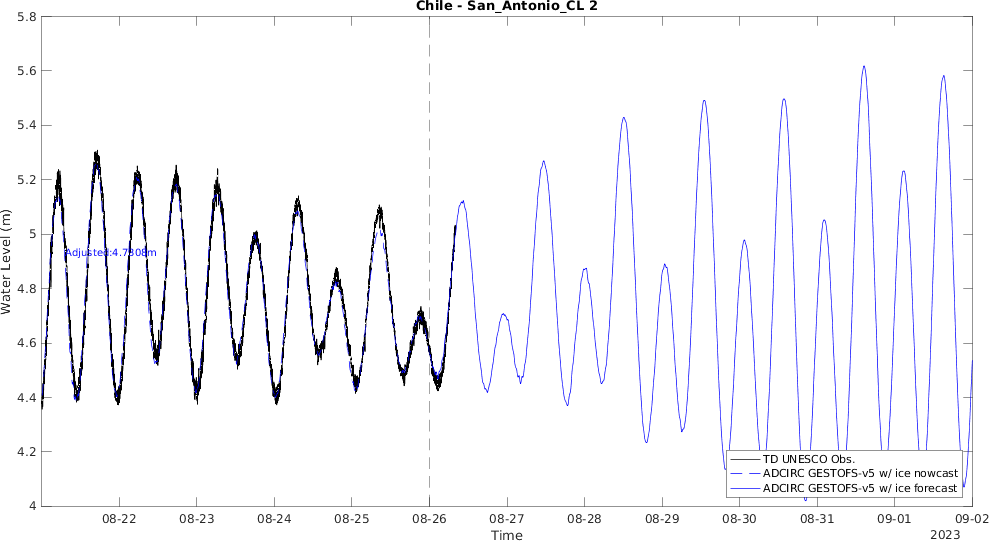 Chile - San_Antonio_CL 2
5.8
5.6
5.4
5.2
5
4.8
4.6
4.4
4.2
4
Water Level (m)
Adjusted:4.7308m
TD UNESCO Obs.
ADCIRC GESTOFS-v5 w/ ice nowcast
ADCIRC GESTOFS-v5 w/ ice forecast
08-22 08-23 08-24 08-25 08-26 08-27 08-28 08-29 08-30 08-31 09-01 09-02
Time
2023